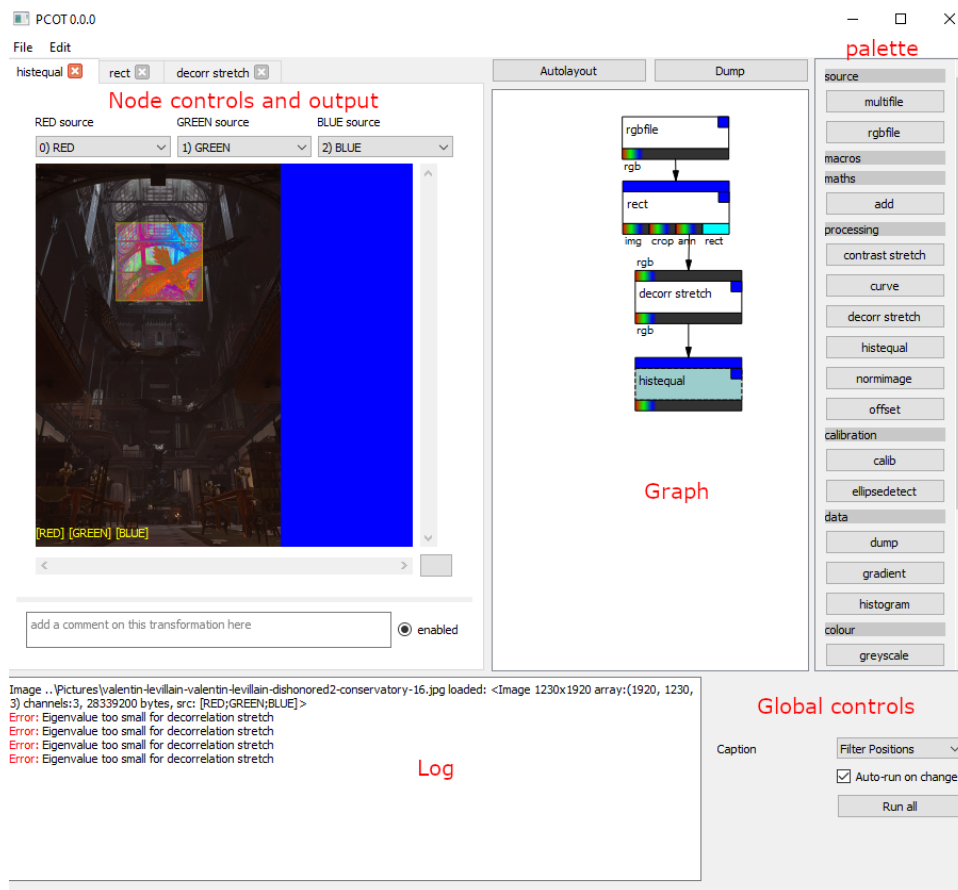 PCOT 0.0.0
File Edit
histequal rect decorr stretch
Node controls and output
RED source GREEN source BLUE source
0) RED 1) GREEN 2) BLUE
[RED] [GREEN] [BLUE]
add a comment on this transformation here
enabled
Autolayout Dump
rgbfile
rgb
rect
img crop ann rect
rgb
decorr stretch
rgb
histequal
Graph
palette
source
multifile
rgbfile
macros
maths
add
processing
contrast stretch
curve
decorr stretch
histequal
normimage
offset
calibration
calib
ellipsedetect
data
dump
gradient
histogram
colour
greyscale
Image ..\Pictures\valentin-levillain-valentin-levillain-dishonored2-conservatory-16.jpg loaded: <Image 1230x1920 array:(1920, 1230,
3) channels:3, 28339200 bytes, src: [RED;GREEN;BLUE]>
Error: Eigenvalue too small for decorrelation stretch
Error: Eigenvalue too small for decorrelation stretch
Error: Eigenvalue too small for decorrelation stretch
Error: Eigenvalue too small for decorrelation stretch
Log
Global controls
Caption Filter Positions
Auto-run on change
Run all